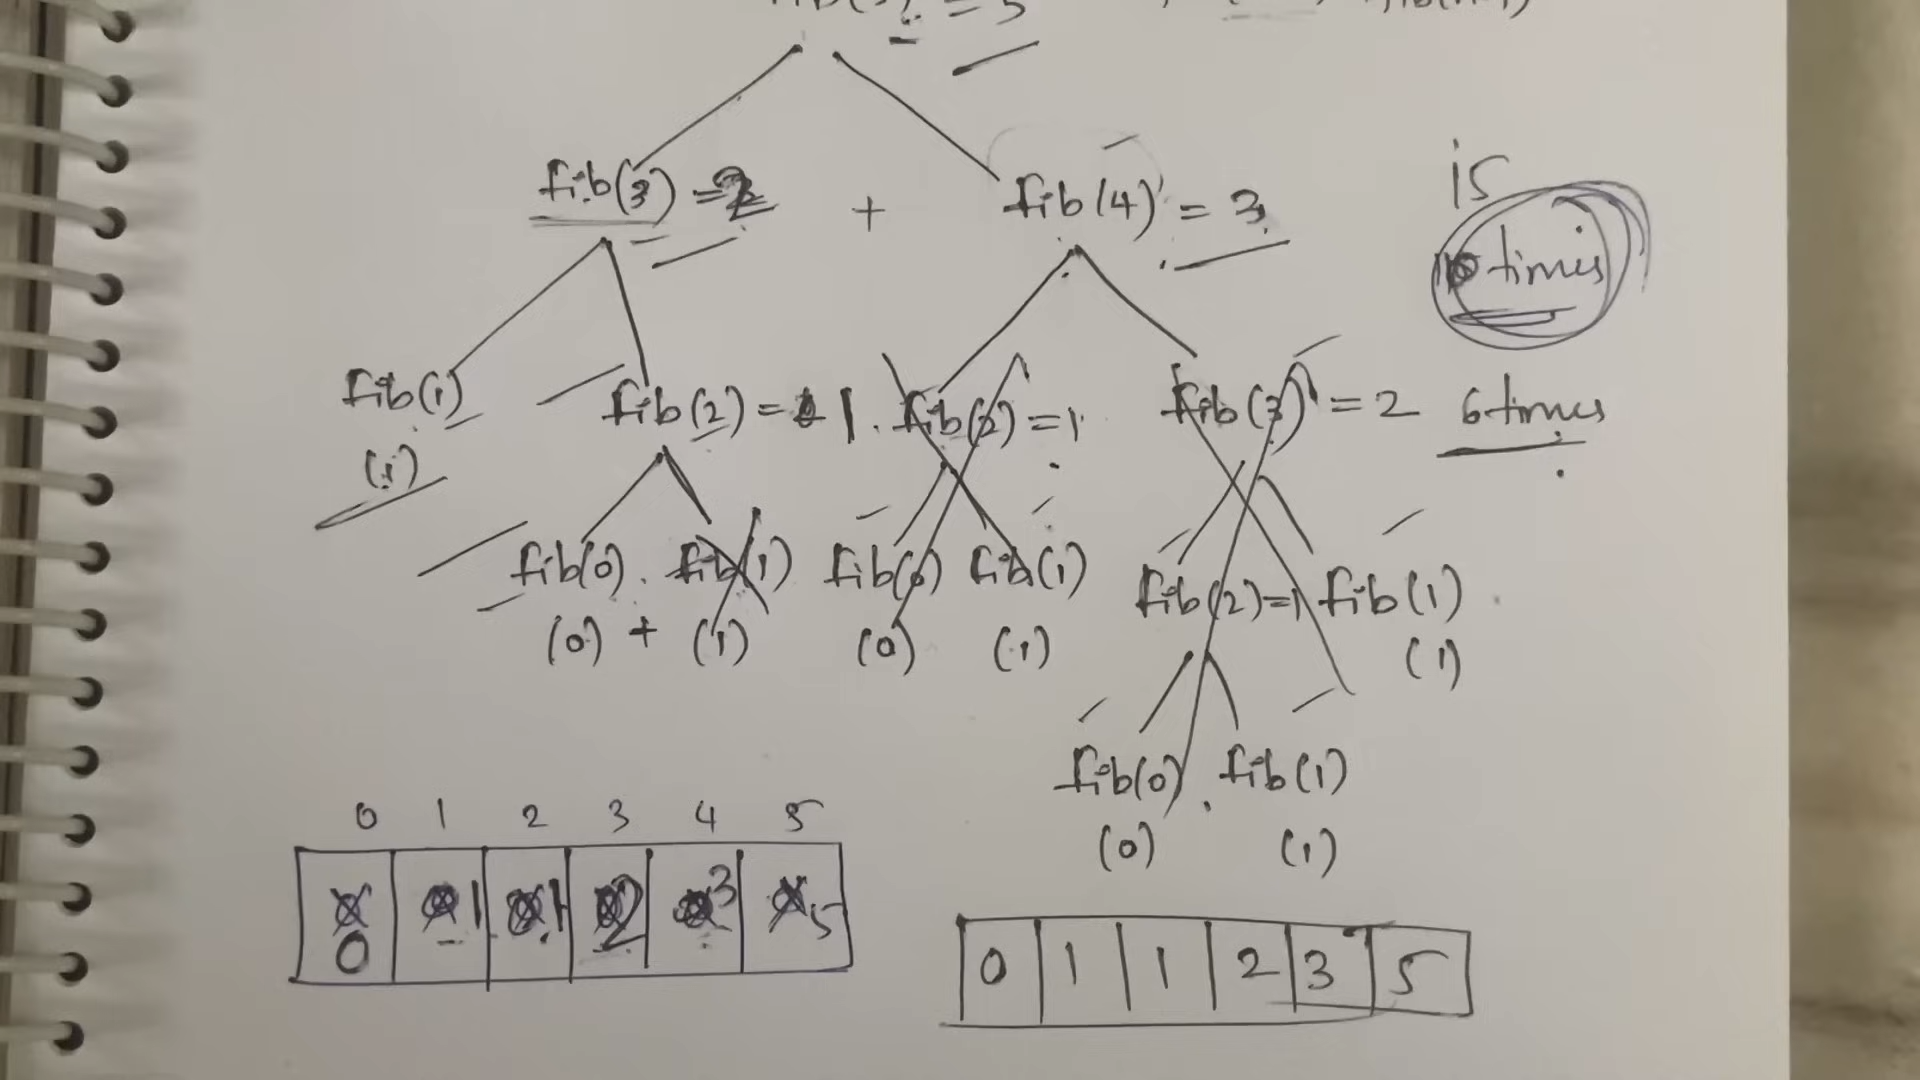 = 5
is
fib(3) = 2 + fib(4) = 3
times
fib(1) fib(2) = 1 fib(2) = 1 fib(3) = 2 6 times
(1)
fib(0) fib(1) fib(0) fib(1) fib(2)=1 fib(1)
(0) + (1) (0) (1) (1)
fib(0) fib(1)
(0) (1)
0 1 2 3 4 5
1 1 2 3 5
0
0 1 1 2 3 5